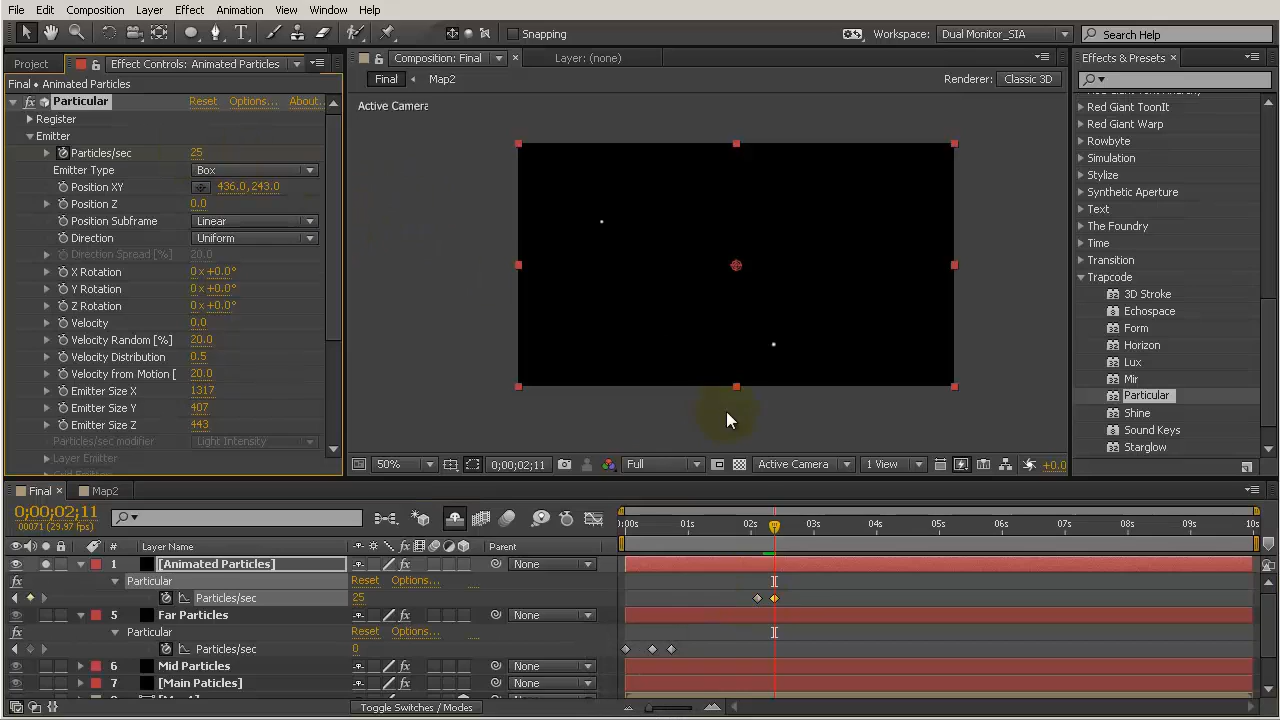 File Edit Composition Layer Effect Animation View Window Help
Snapping
Workspace: Dual Monitor_SIA
Search Help
Project
Effect Controls: Animated Particles
Composition: Final
Layer: (none)
Effects & Presets
Final • Animated Particles
Final
Map2
Renderer: Classic 3D
Active Camera
Particular Reset Options... About...
Register
Emitter
Particles/sec 25
Emitter Type Box
Position XY 436.0,243.0
Position Z 0.0
Position Subframe Linear
Direction Uniform
Direction Spread [%] 20.0
X Rotation 0x+0.0°
Y Rotation 0x+0.0°
Z Rotation 0x+0.0°
Velocity 0.0
Velocity Random [%] 20.0
Velocity Distribution 0.5
Velocity from Motion [ 20.0
Emitter Size X 1317
Emitter Size Y 407
Emitter Size Z 443
Particles/sec modifier Light Intensity
Layer Emitter
Red Giant ToonIt
Red Giant Warp
Rowbyte
Simulation
Stylize
Synthetic Aperture
Text
The Foundry
Time
Transition
Trapcode
3D Stroke
Echospace
Form
Horizon
Lux
Mir
Particular
Shine
Sound Keys
Starglow
50%
0;00;02;11
Full
Active Camera
1 View
+0.0
Final
Map2
0;00;02;11
00071 (29.97 fps)
:00s 01s 02s 03s 04s 05s 06s 07s 08s 09s 10s
# Layer Name
Parent
1 [Animated Particles] None
Particular Reset Options...
Particles/sec 25
5 Far Particles None
Particular Reset Options...
Particles/sec 0
6 Mid Particles None
7 [Main Paticles] None
Toggle Switches / Modes